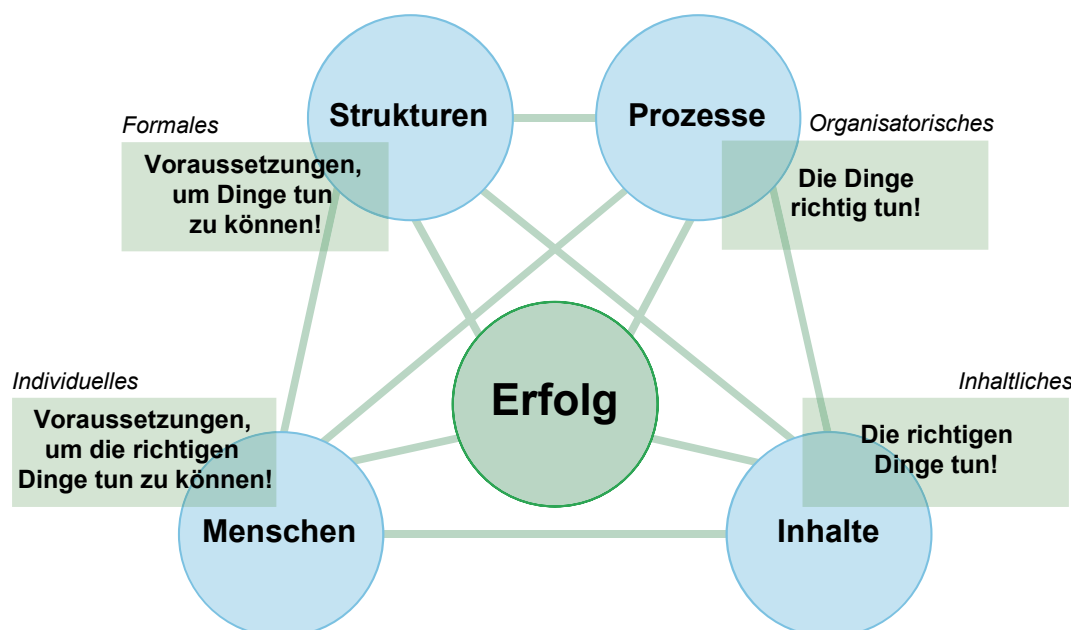 Strukturen
Prozesse
Formales
Organisatorisches
Voraussetzungen,
um Dinge tun
zu können!
Die Dinge
richtig tun!
Erfolg
Individuelles
Inhaltliches
Voraussetzungen,
um die richtigen
Dinge tun zu können!
Die richtigen
Dinge tun!
Menschen
Inhalte